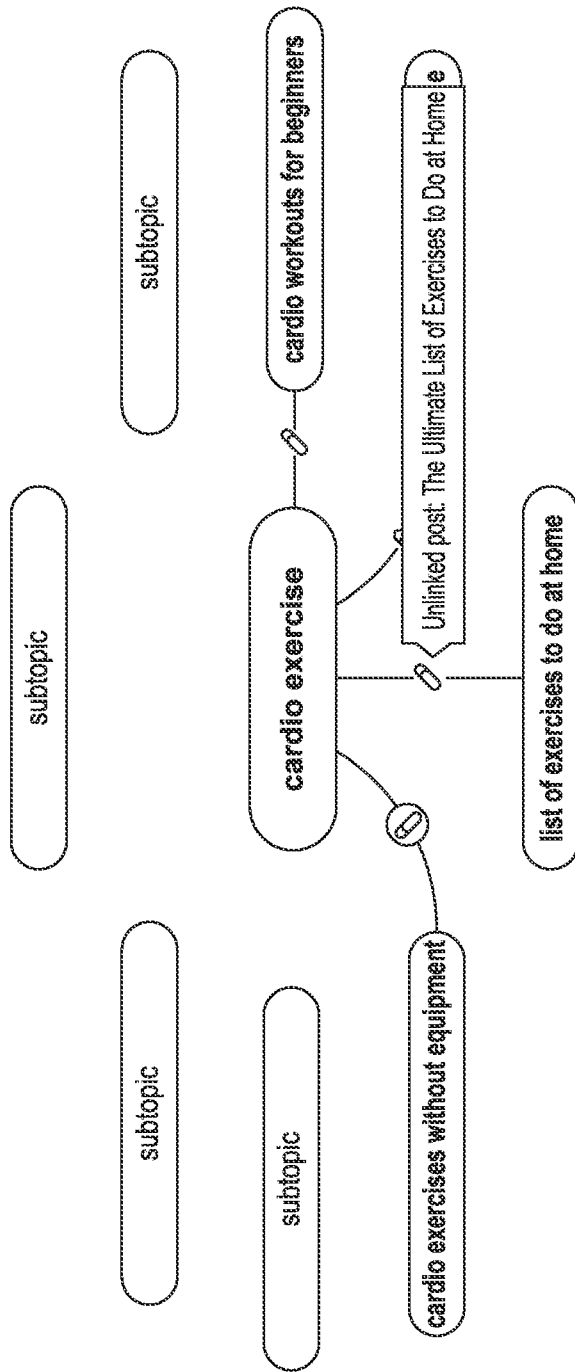 subtopic
subtopic
subtopic
subtopic
cardio exercise
cardio workouts for beginners
cardio exercises without equipment
Unlinked post: The Ultimate List of Exercises to Do at Home
e
list of exercises to do at home